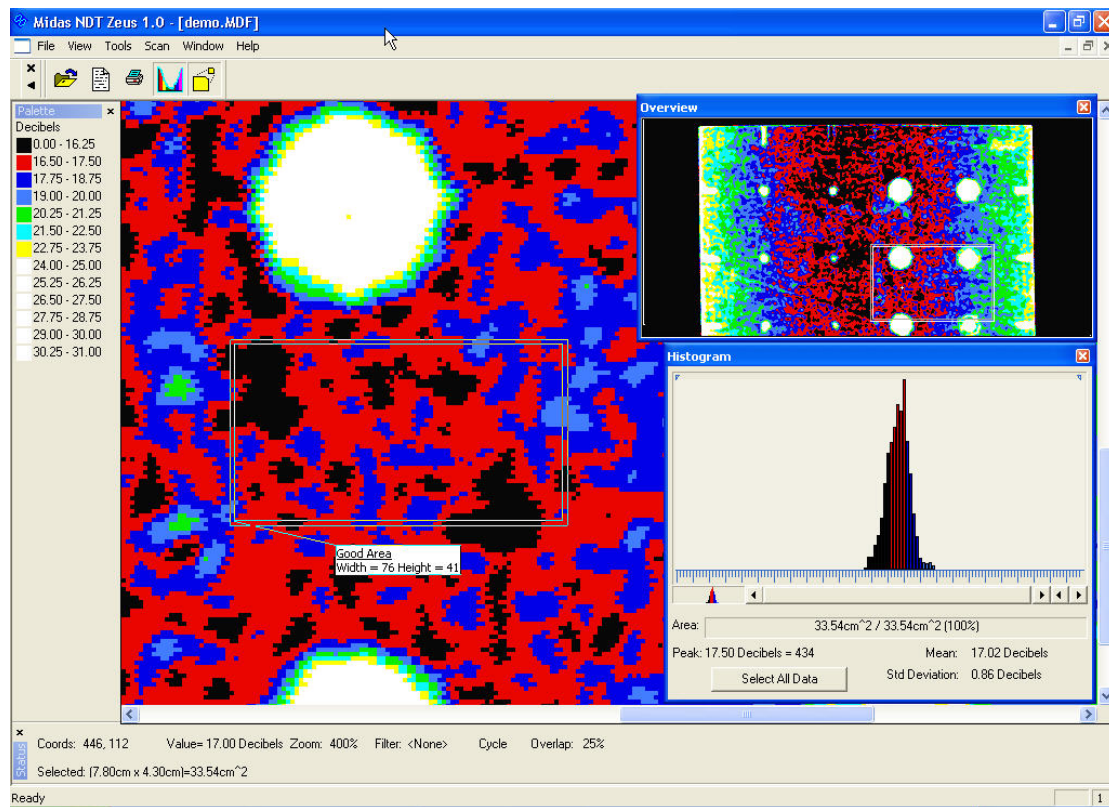 Midas NDT Zeus 1.0 - [demo.MDF]
File View Tools Scan Window Help
Palette
Decibels
0.00 - 16.25
16.50 - 17.50
17.75 - 18.75
19.00 - 20.00
20.25 - 21.25
21.50 - 22.50
22.75 - 23.75
24.00 - 25.00
25.25 - 26.25
26.50 - 27.50
27.75 - 28.75
29.00 - 30.00
30.25 - 31.00
Good Area
Width = 76 Height = 41
Overview
Histogram
Area: 33.54cm^2 / 33.54cm^2 (100%)
Peak: 17.50 Decibels = 434 Mean: 17.02 Decibels
Select All Data Std Deviation: 0.86 Decibels
Status
Coords: 446, 112 Value= 17.00 Decibels Zoom: 400% Filter: <None> Cycle Overlap: 25%
Selected: (7.80cm x 4.30cm)=33.54cm^2
Ready 1